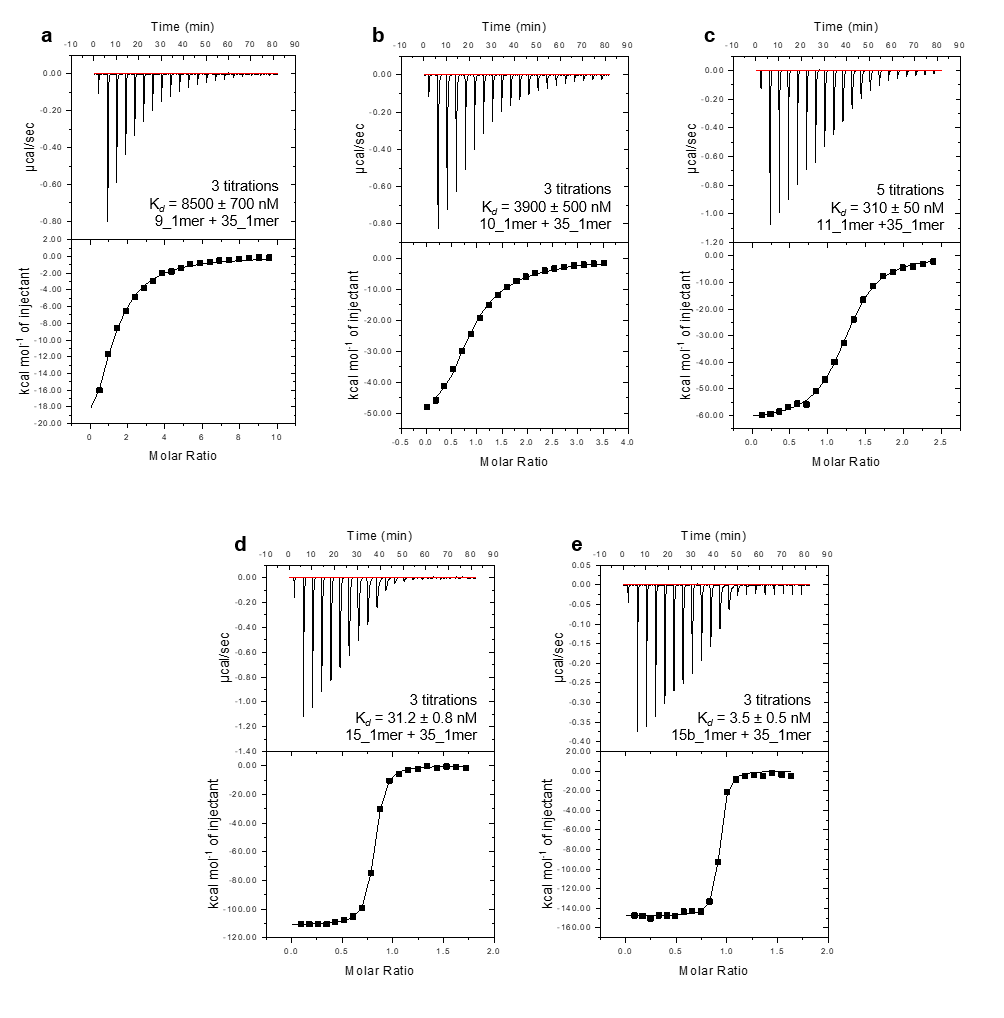 a
Time (min)
-10 0 10 20 30 40 50 60 70 80 90
0.00
-0.20
-0.40
-0.60
-0.80
µcal/sec
3 titrations
Kd = 8500 ± 700 nM
9_1mer + 35_1mer
2.00
0.00
-2.00
-4.00
-6.00
-8.00
-10.00
-12.00
-14.00
-16.00
-18.00
-20.00
kcal mol-1 of injectant
0 2 4 6 8 10
Molar Ratio
b
Time (min)
-10 0 10 20 30 40 50 60 70 80 90
0.00
-0.20
-0.40
-0.60
-0.80
µcal/sec
3 titrations
Kd = 3900 ± 500 nM
10_1mer + 35_1mer
0.00
-10.00
-20.00
-30.00
-40.00
-50.00
kcal mol-1 of injectant
-0.5 0.0 0.5 1.0 1.5 2.0 2.5 3.0 3.5 4.0
Molar Ratio
c
Time (min)
-10 0 10 20 30 40 50 60 70 80 90
0.00
-0.20
-0.40
-0.60
-0.80
-1.00
-1.20
µcal/sec
5 titrations
Kd = 310 ± 50 nM
11_1mer +35_1mer
0.00
-10.00
-20.00
-30.00
-40.00
-50.00
-60.00
kcal mol-1 of injectant
0.0 0.5 1.0 1.5 2.0 2.5
Molar Ratio
d
Time (min)
-10 0 10 20 30 40 50 60 70 80 90
0.00
-0.20
-0.40
-0.60
-0.80
-1.00
-1.20
-1.40
µcal/sec
3 titrations
Kd = 31.2 ± 0.8 nM
15_1mer + 35_1mer
0.00
-20.00
-40.00
-60.00
-80.00
-100.00
-120.00
kcal mol-1 of injectant
0.0 0.5 1.0 1.5 2.0
Molar Ratio
e
Time (min)
-10 0 10 20 30 40 50 60 70 80 90
0.05
0.00
-0.05
-0.10
-0.15
-0.20
-0.25
-0.30
-0.35
-0.40
µcal/sec
3 titrations
Kd = 3.5 ± 0.5 nM
15b_1mer + 35_1mer
20.00
0.00
-20.00
-40.00
-60.00
-80.00
-100.00
-120.00
-140.00
-160.00
kcal mol-1 of injectant
0.0 0.5 1.0 1.5 2.0
Molar Ratio